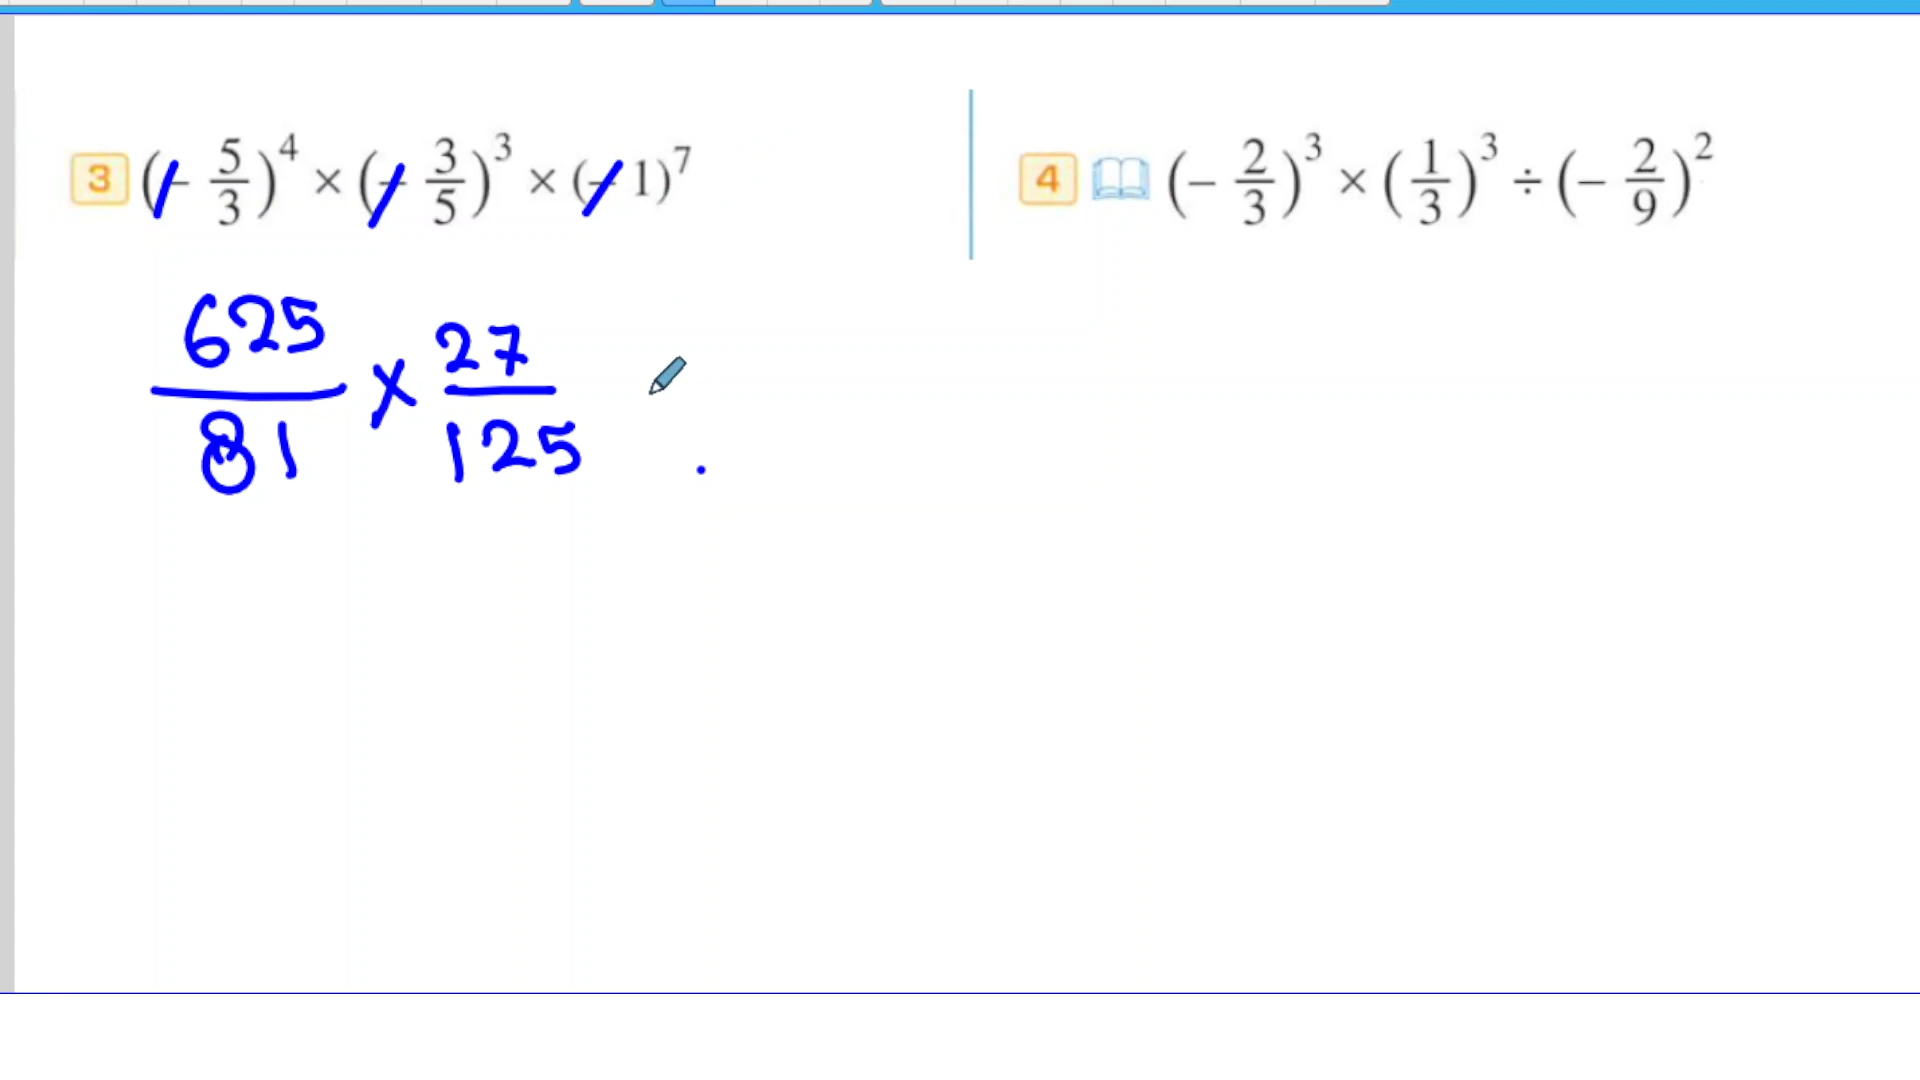 3 (- 5/3)^4 × (- 3/5)^3 × (- 1)^7
4 (- 2/3)^3 × (1/3)^3 ÷ (- 2/9)^2
625/81 × 27/125 .